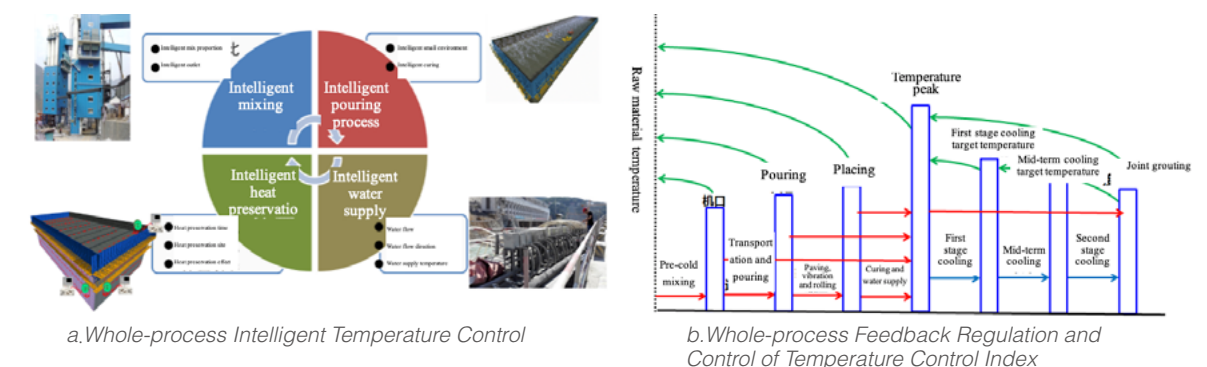 Intelligent mix proportion
Intelligent outlet
Intelligent small environment
Intelligent curing
Intelligent
mixing
Intelligent
pouring
process
Intelligent
heat
preservatio
Intelligent
water
supply
Heat preservation time
Heat preservation site
Heat preservation effect
Water flow
Water flow direction
Water supply temperature
a.Whole-process Intelligent Temperature Control
Raw material temperature
Temperature
peak
First stage cooling
target temperature
Mid-term cooling
target temperature
Joint grouting
机口
Pouring
Placing
Pre-cold
mixing
Transport
ation and
pouring
Paving,
vibration
and rolling
Curing and
water supply
First
stage
cooling
Mid-term
cooling
Second
stage
cooling
b.Whole-process Feedback Regulation and
Control of Temperature Control Index